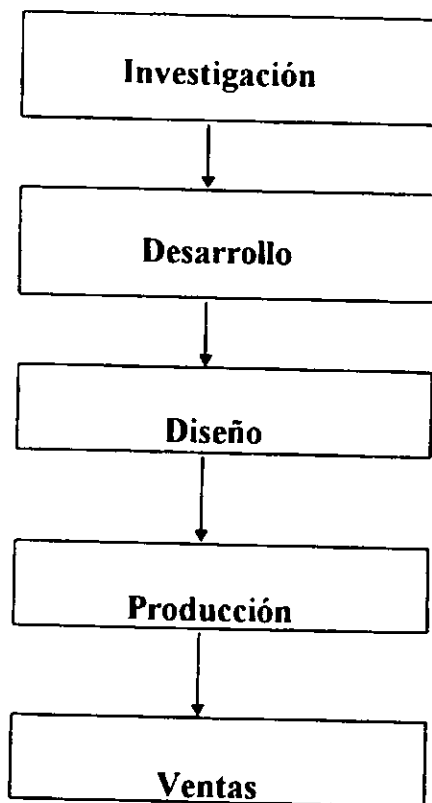 Investigación
Desarrollo
Diseño
Producción
Ventas